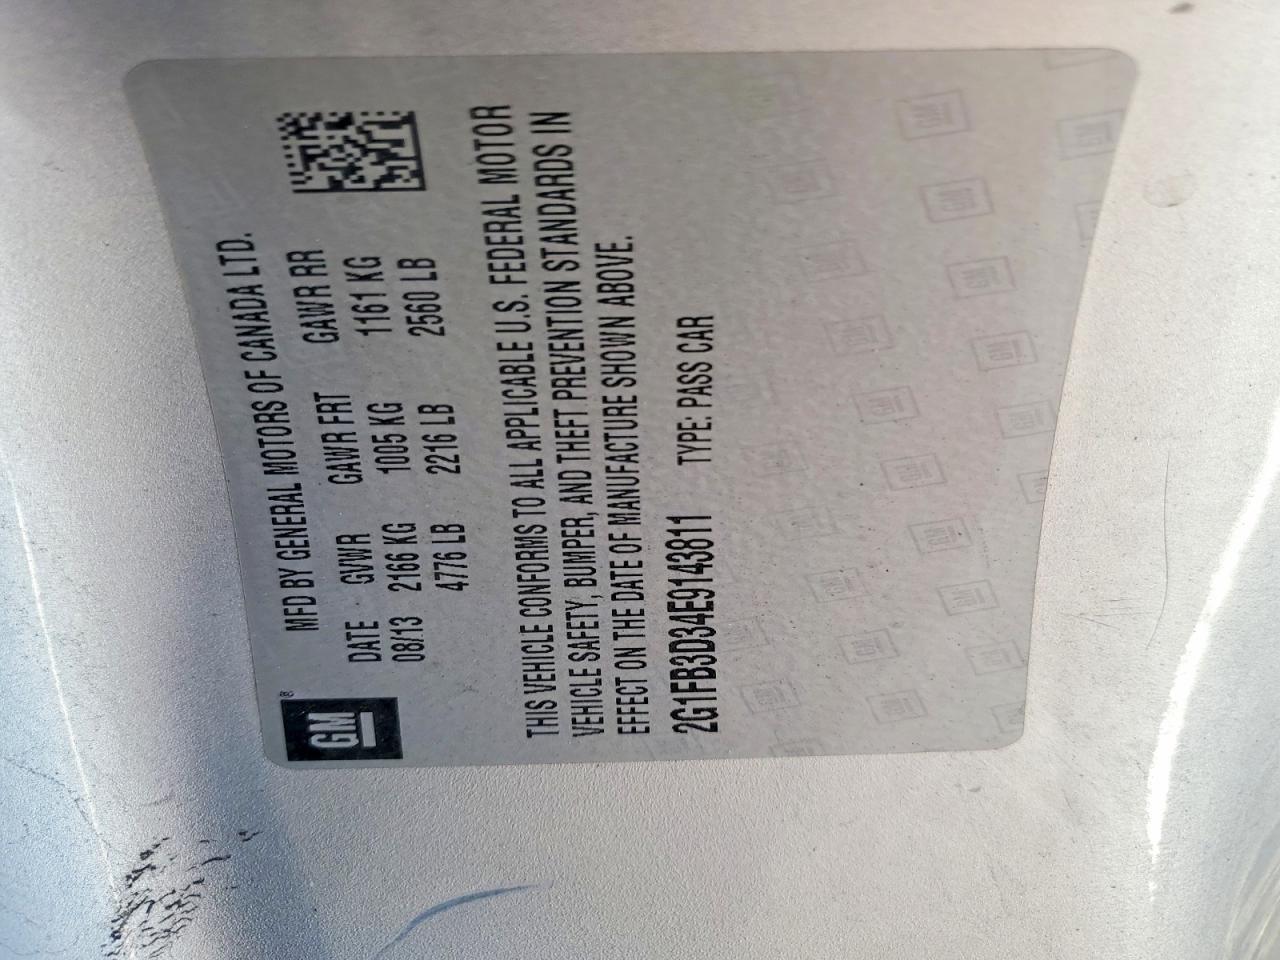 GM®
MFD BY GENERAL MOTORS OF CANADA LTD.
DATE GVWR GAWR FRT GAWR RR
08/13 2166 KG 1005 KG 1161 KG
4776 LB 2216 LB 2560 LB
THIS VEHICLE CONFORMS TO ALL APPLICABLE U.S. FEDERAL MOTOR
VEHICLE SAFETY, BUMPER, AND THEFT PREVENTION STANDARDS IN
EFFECT ON THE DATE OF MANUFACTURE SHOWN ABOVE.
2G1FB3D34E9143811 TYPE: PASS CAR